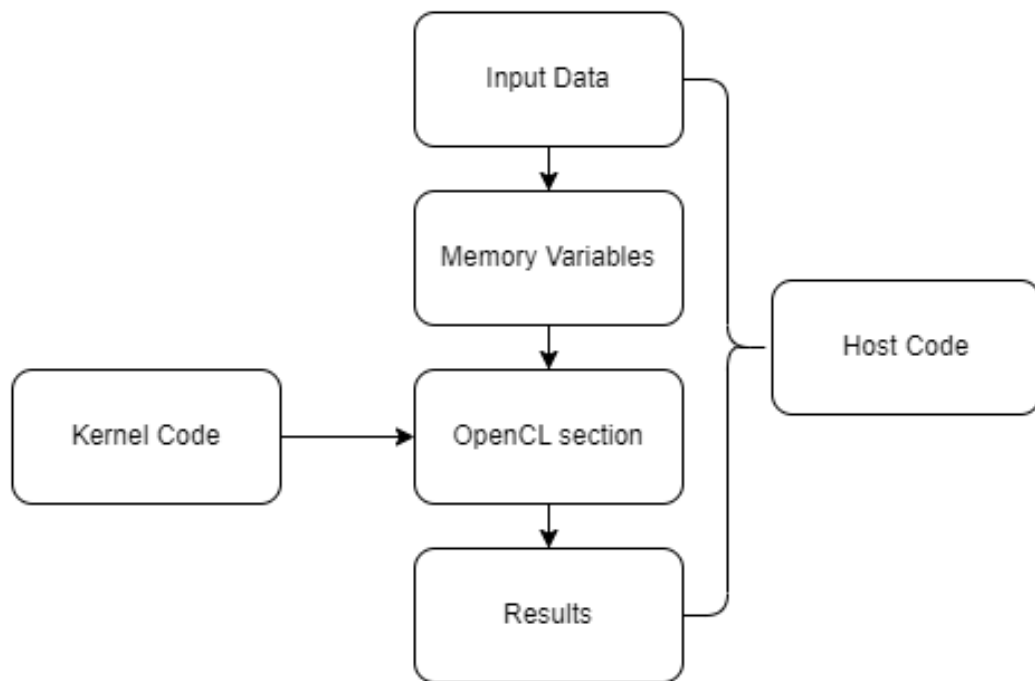 Input Data
Memory Variables
Host Code
Kernel Code
OpenCL section
Results